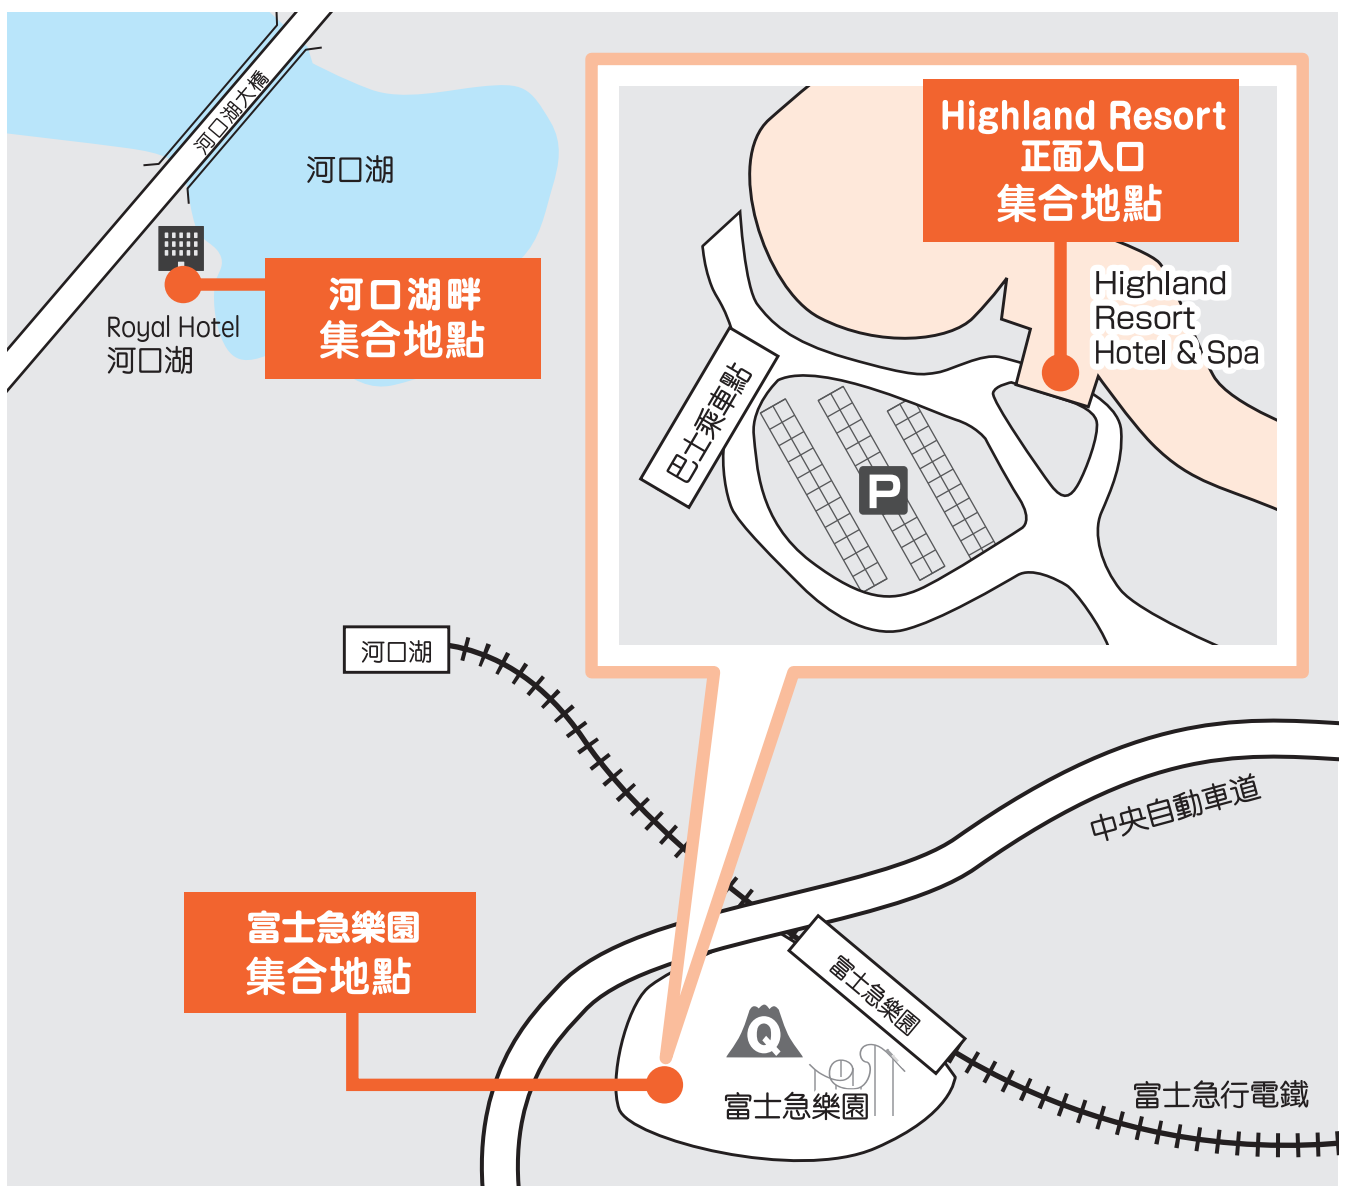 河口湖大橋
河口湖
Royal Hotel
河口湖
河口湖畔
集合地點
Highland Resort
正面入口
集合地點
Highland
Resort
Hotel & Spa
巴士乘車點
P
河口湖
中央自動車道
富士急樂園
集合地點
富士急樂園
Q
富士急樂園
富士急行電鐵